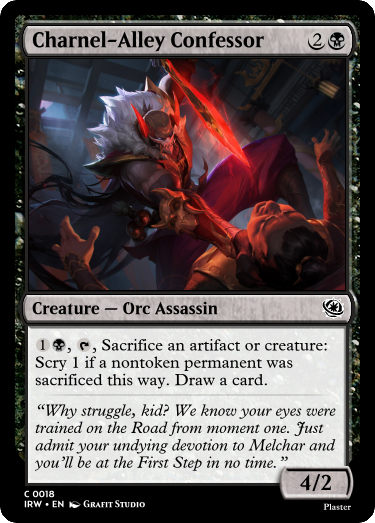 Charnel-Alley Confessor 2
Creature — Orc Assassin
1, , Sacrifice an artifact or creature:
Scry 1 if a nontoken permanent was
sacrificed this way. Draw a card.
“Why struggle, kid? We know your eyes were
trained on the Road from moment one. Just
admit your undying devotion to Melchar and
you’ll be at the First Step in no time.”
4/2
C 0018
IRW • EN Grafit Studio
Plaster